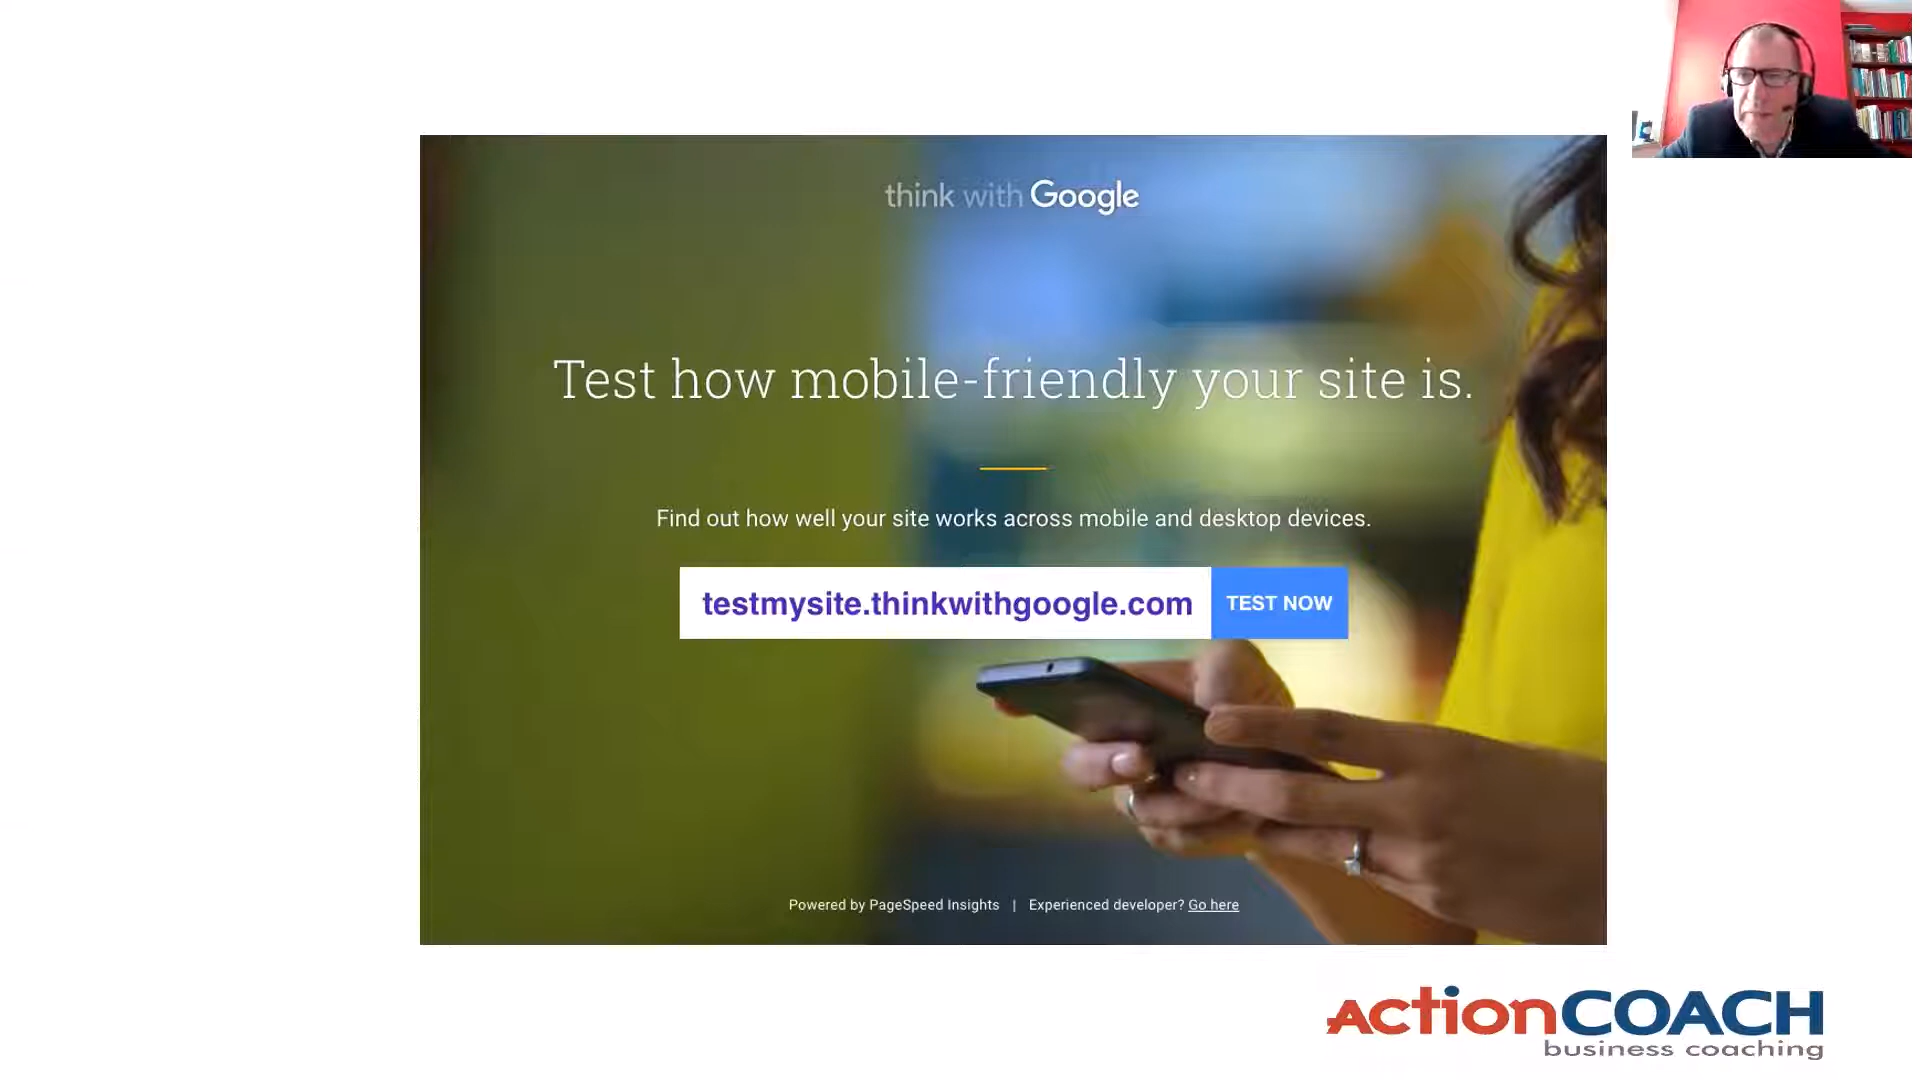 think with Google
Test how mobile-friendly your site is.
Find out how well your site works across mobile and desktop devices.
testmysite.thinkwithgoogle.com TEST NOW
Powered by PageSpeed Insights | Experienced developer? Go here
ActionCOACH
business coaching